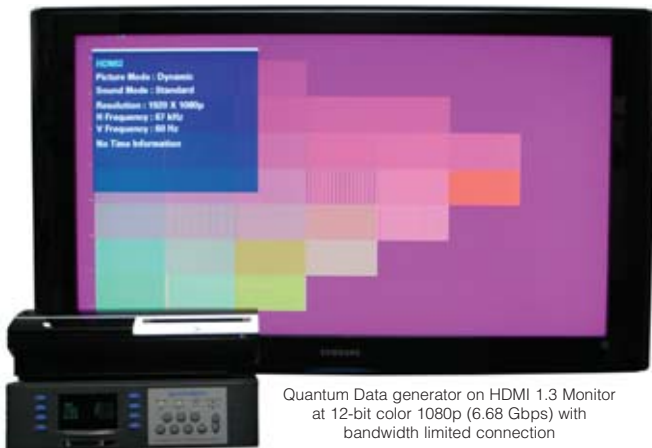 HDMI2
Picture Mode : Dynamic
Sound Mode : Standard
Resolution : 1920 X 1080p
H Frequency : 67 kHz
V Frequency : 60 Hz
No Time Information
SAMSUNG
Quantum Data generator on HDMI 1.3 Monitor
at 12-bit color 1080p (6.68 Gbps) with
bandwidth limited connection